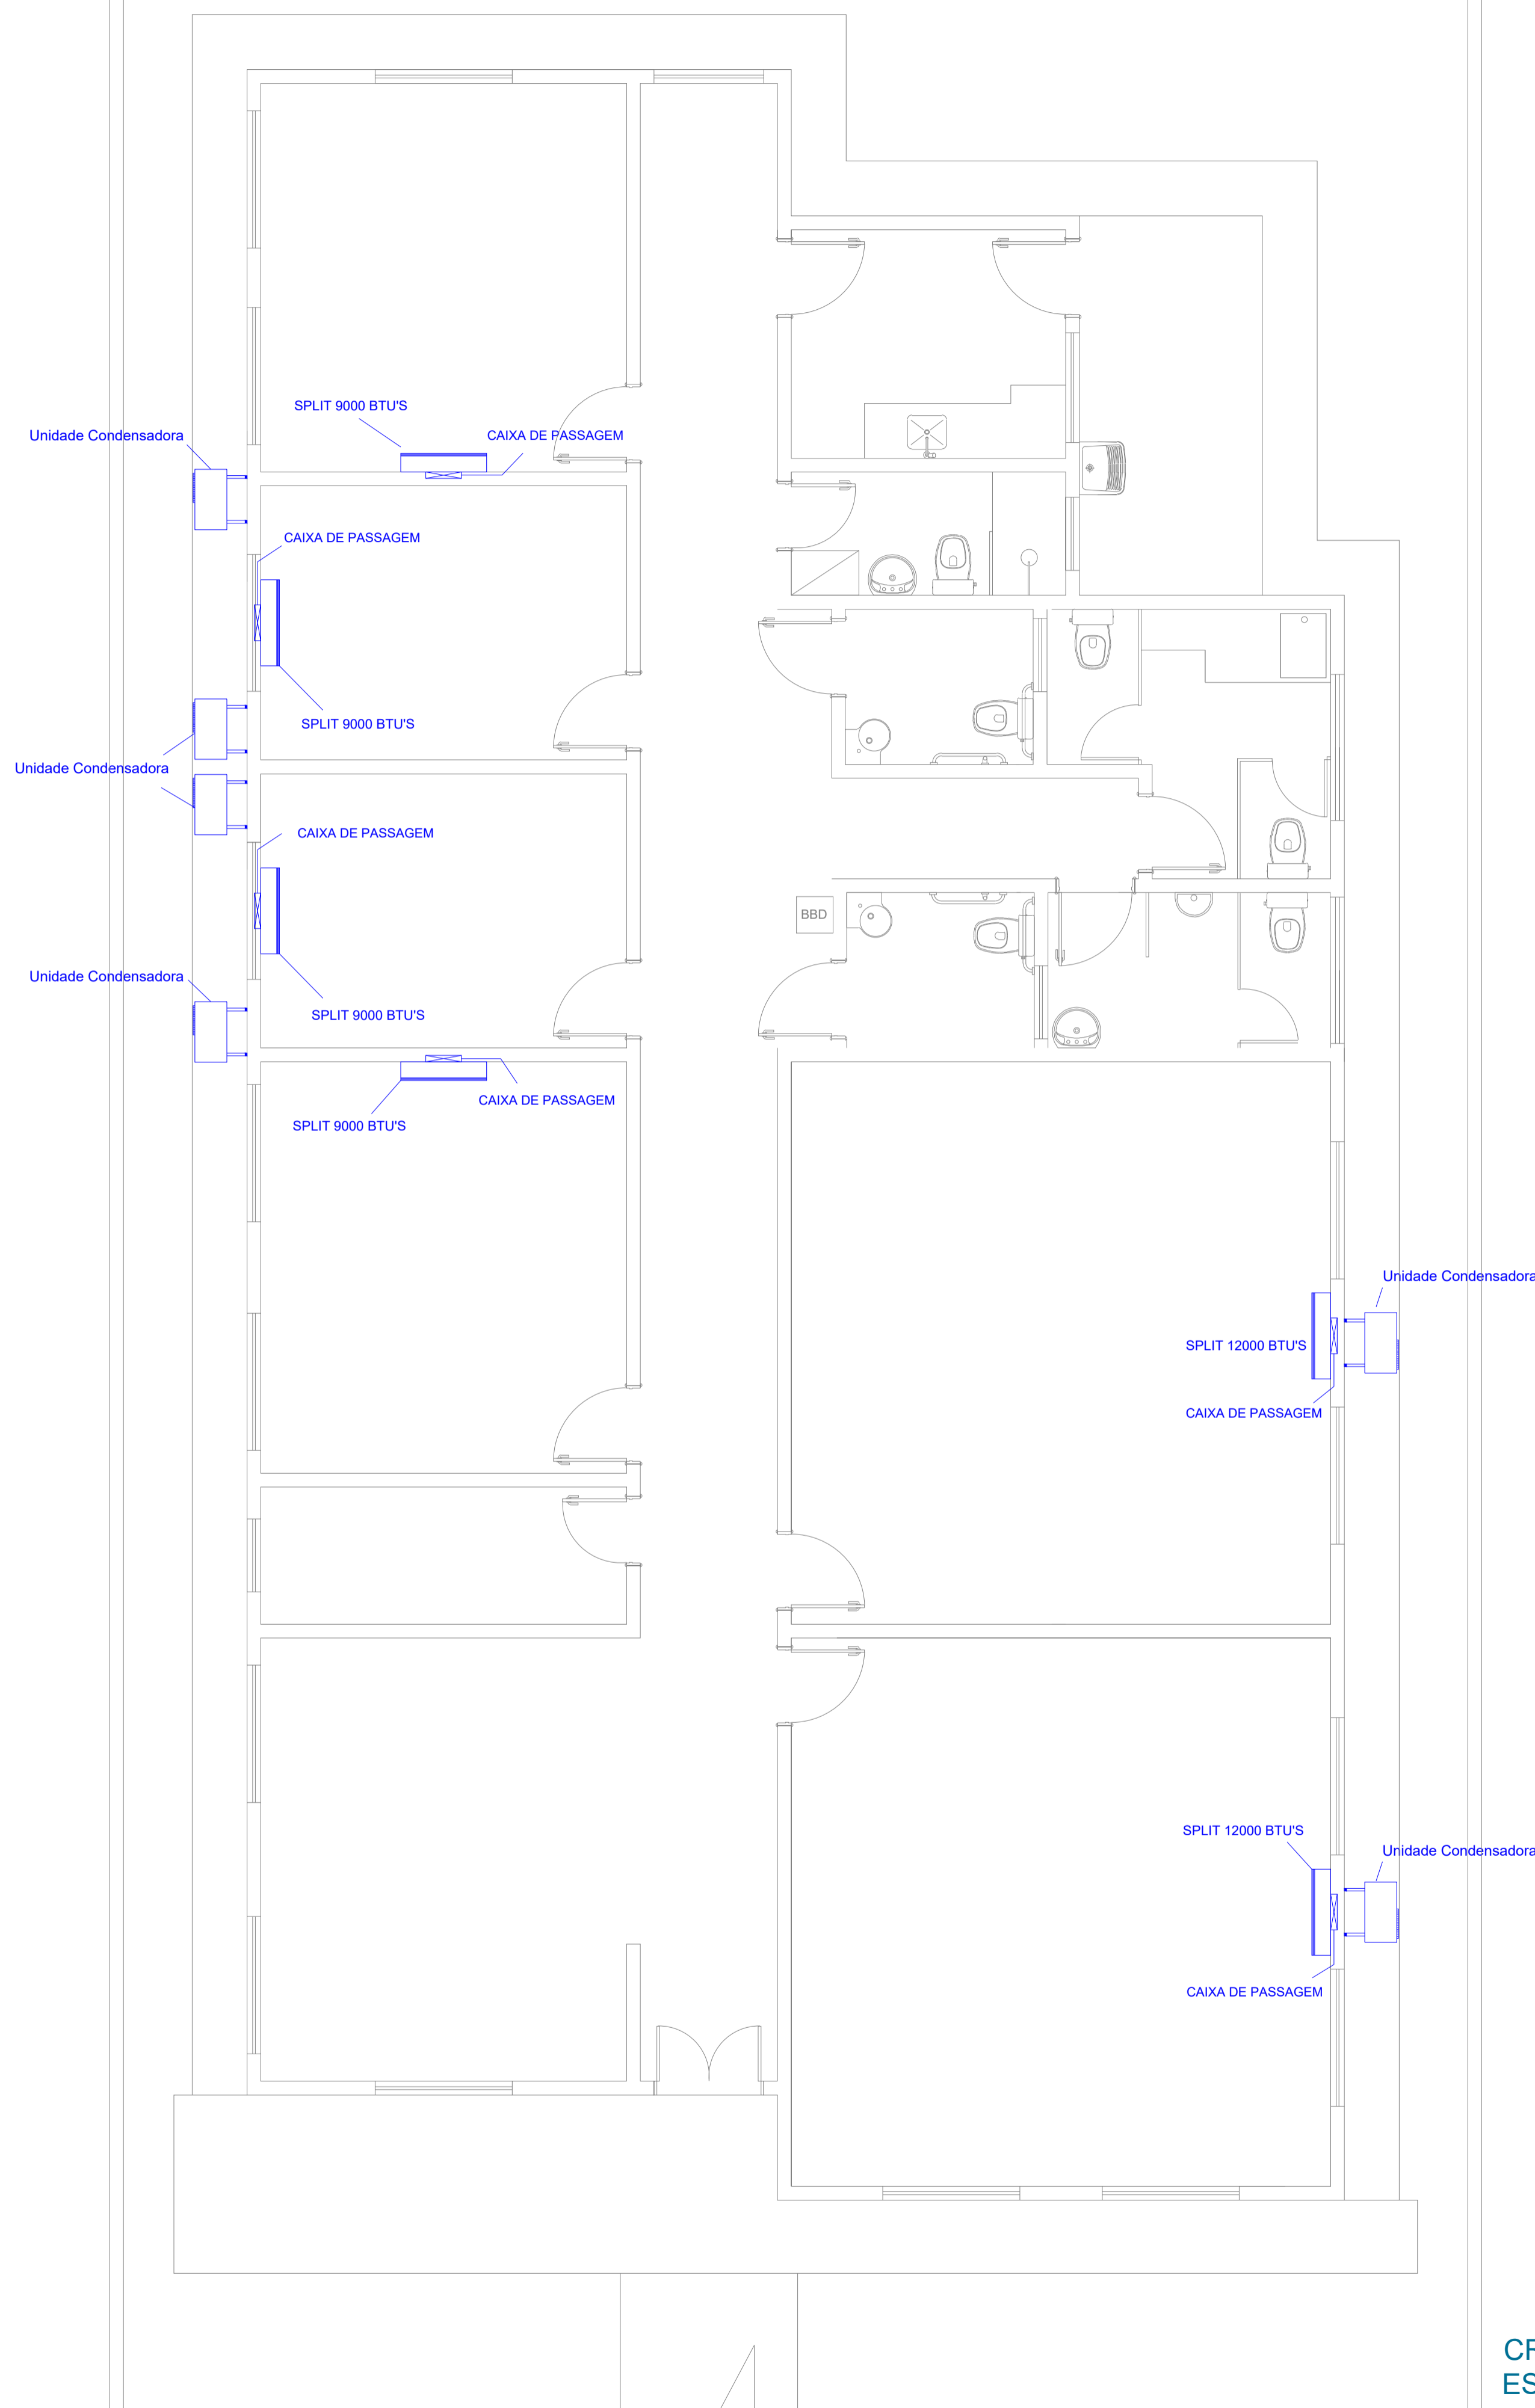 SPLIT 9000 BTU'S
Unidade Condensadora
CAIXA DE PASSAGEM
CAIXA DE PASSAGEM
SPLIT 9000 BTU'S
Unidade Condensadora
CAIXA DE PASSAGEM
BBD
Unidade Condensadora
SPLIT 9000 BTU'S
CAIXA DE PASSAGEM
SPLIT 9000 BTU'S
Unidade Condensadora
SPLIT 12000 BTU'S
CAIXA DE PASSAGEM
SPLIT 12000 BTU'S
Unidade Condensadora
CAIXA DE PASSAGEM